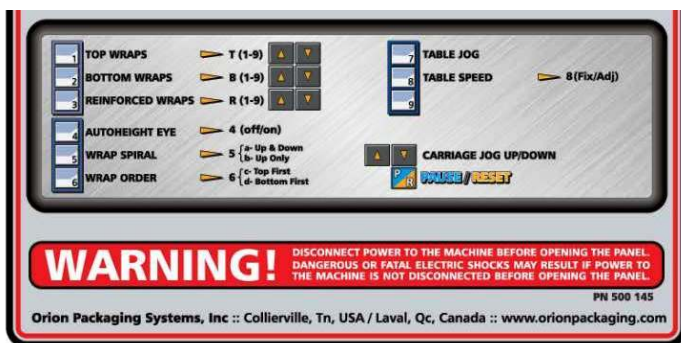 1 TOP WRAPS T (1-9)
2 BOTTOM WRAPS B (1-9)
3 REINFORCED WRAPS R (1-9)
4 AUTOHEIGHT EYE 4 (off/on)
5 WRAP SPIRAL 5 { a- Up & Down
b- Up Only
6 WRAP ORDER 6 { c- Top First
d- Bottom First
7 TABLE JOG
8 TABLE SPEED 8 (Fix/Adj)
9
CARRIAGE JOG UP/DOWN
P/R PAUSE / RESET
WARNING!
DISCONNECT POWER TO THE MACHINE BEFORE OPENING THE PANEL.
DANGEROUS OR FATAL ELECTRIC SHOCKS MAY RESULT IF POWER TO
THE MACHINE IS NOT DISCONNECTED BEFORE OPENING THE PANEL.
PN 500 145
Orion Packaging Systems, Inc :: Collierville, Tn, USA / Laval, Qc, Canada :: www.orionpackaging.com